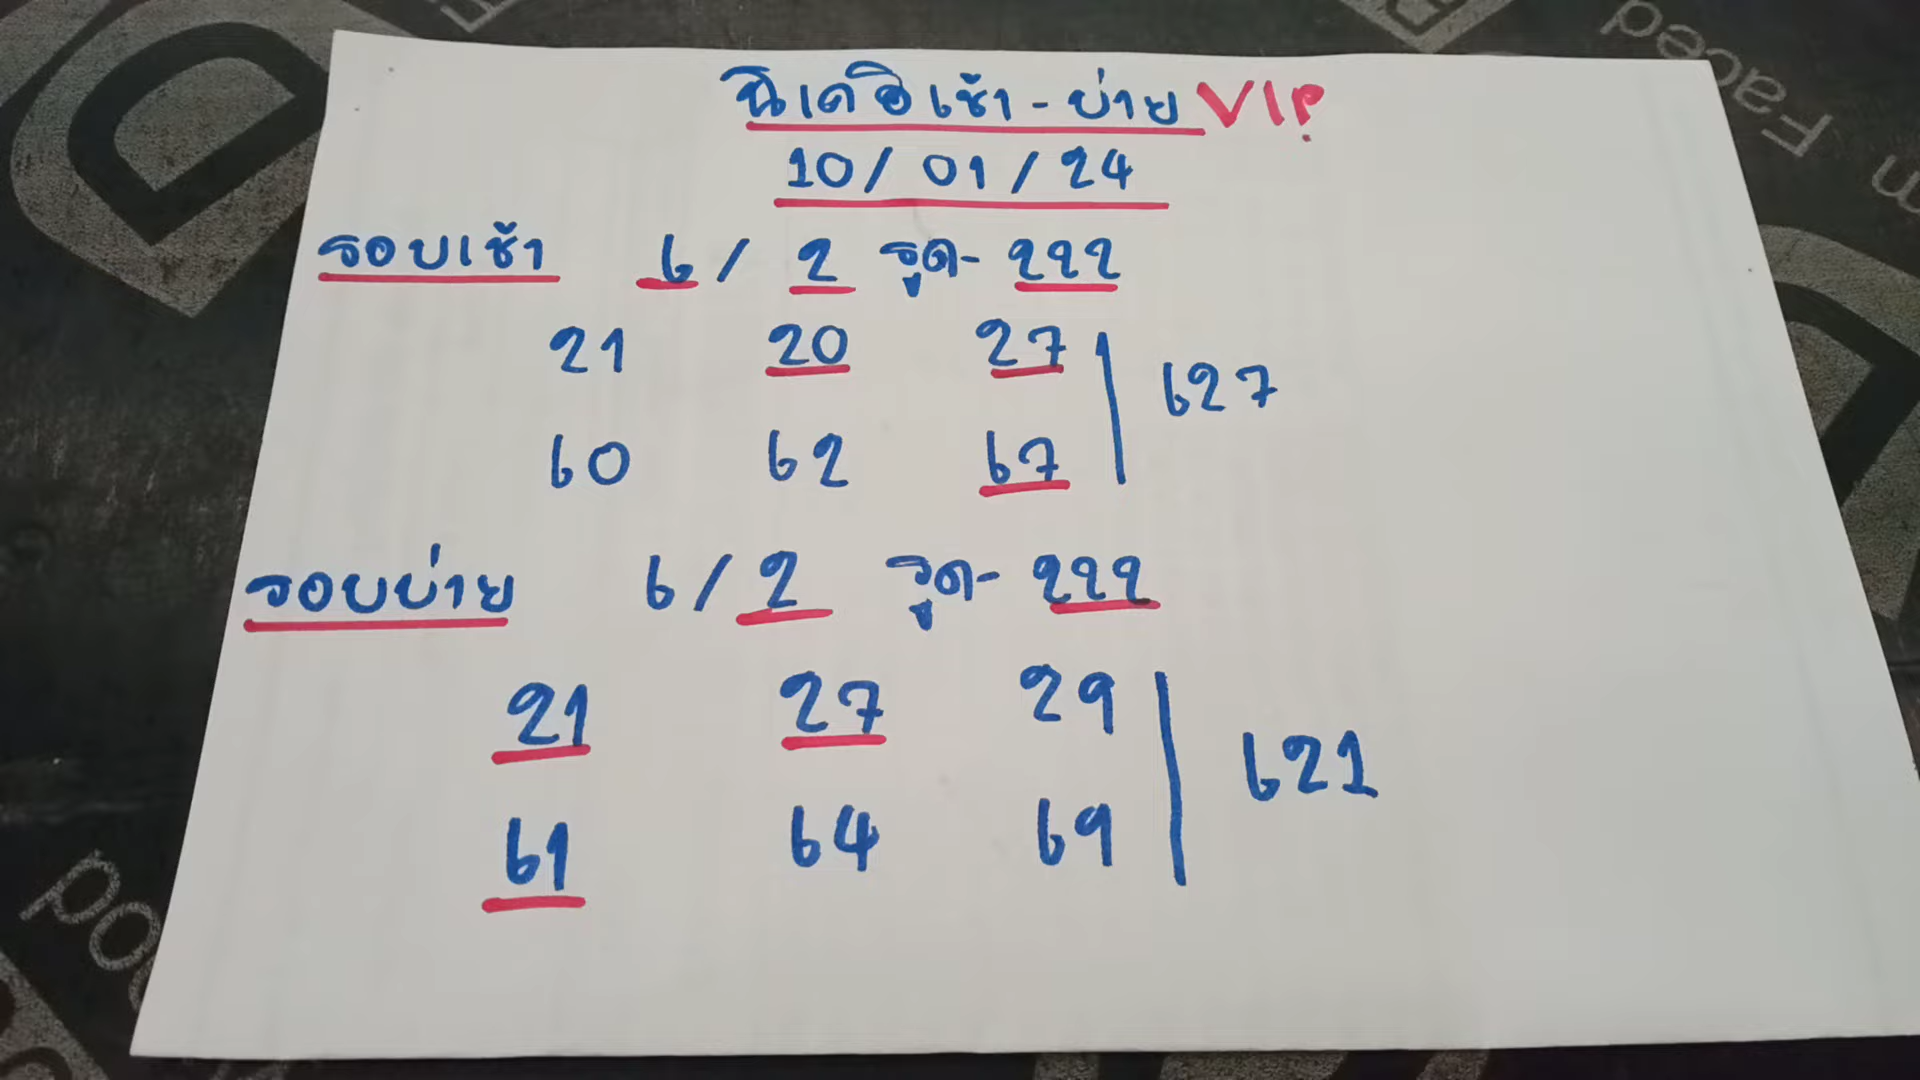 นิเคอิเช้า - บ่าย VIP
10/01/24
รอบเช้า 6/2 รูด- 222
21 20 27
627
60 62 67
รอบบ่าย 6/2 รูด- 222
21 27 29
621
61 64 69
Faced